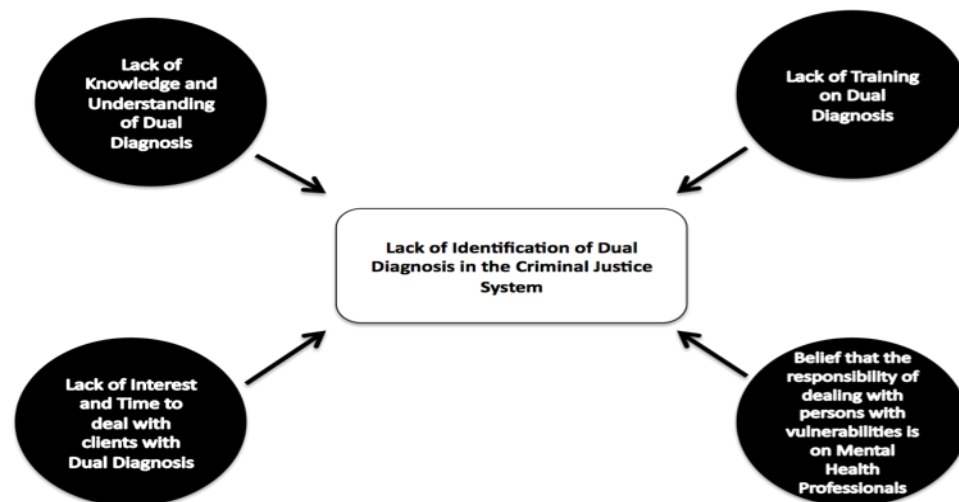 Lack of
Knowledge and
Understanding
of Dual
Diagnosis
Lack of Training
on Dual
Diagnosis
Lack of Identification of Dual
Diagnosis in the Criminal Justice
System
Lack of Interest
and Time to
deal with
clients with
Dual Diagnosis
Belief that the
responsibility of
dealing with
persons with
vulnerabilities is
on Mental
Health
Professionals